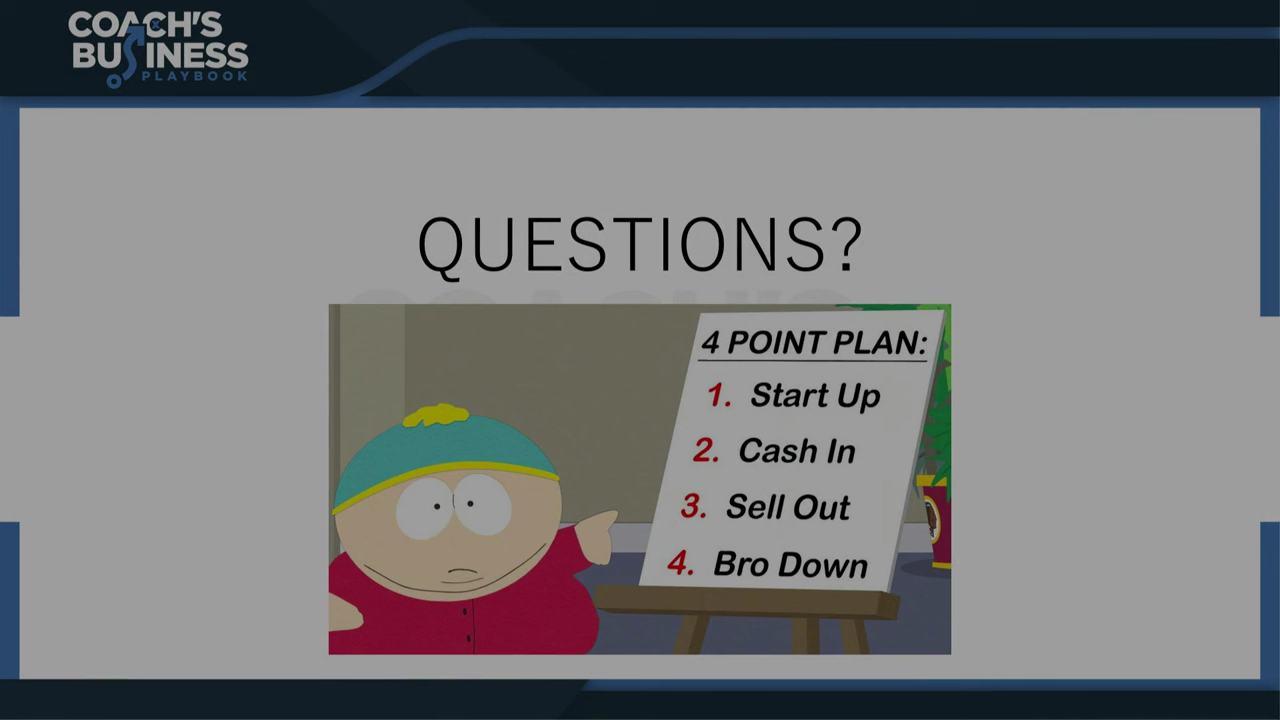 COACH'S
BUSINESS
PLAYBOOK
QUESTIONS?
4 POINT PLAN:
1. Start Up
2. Cash In
3. Sell Out
4. Bro Down